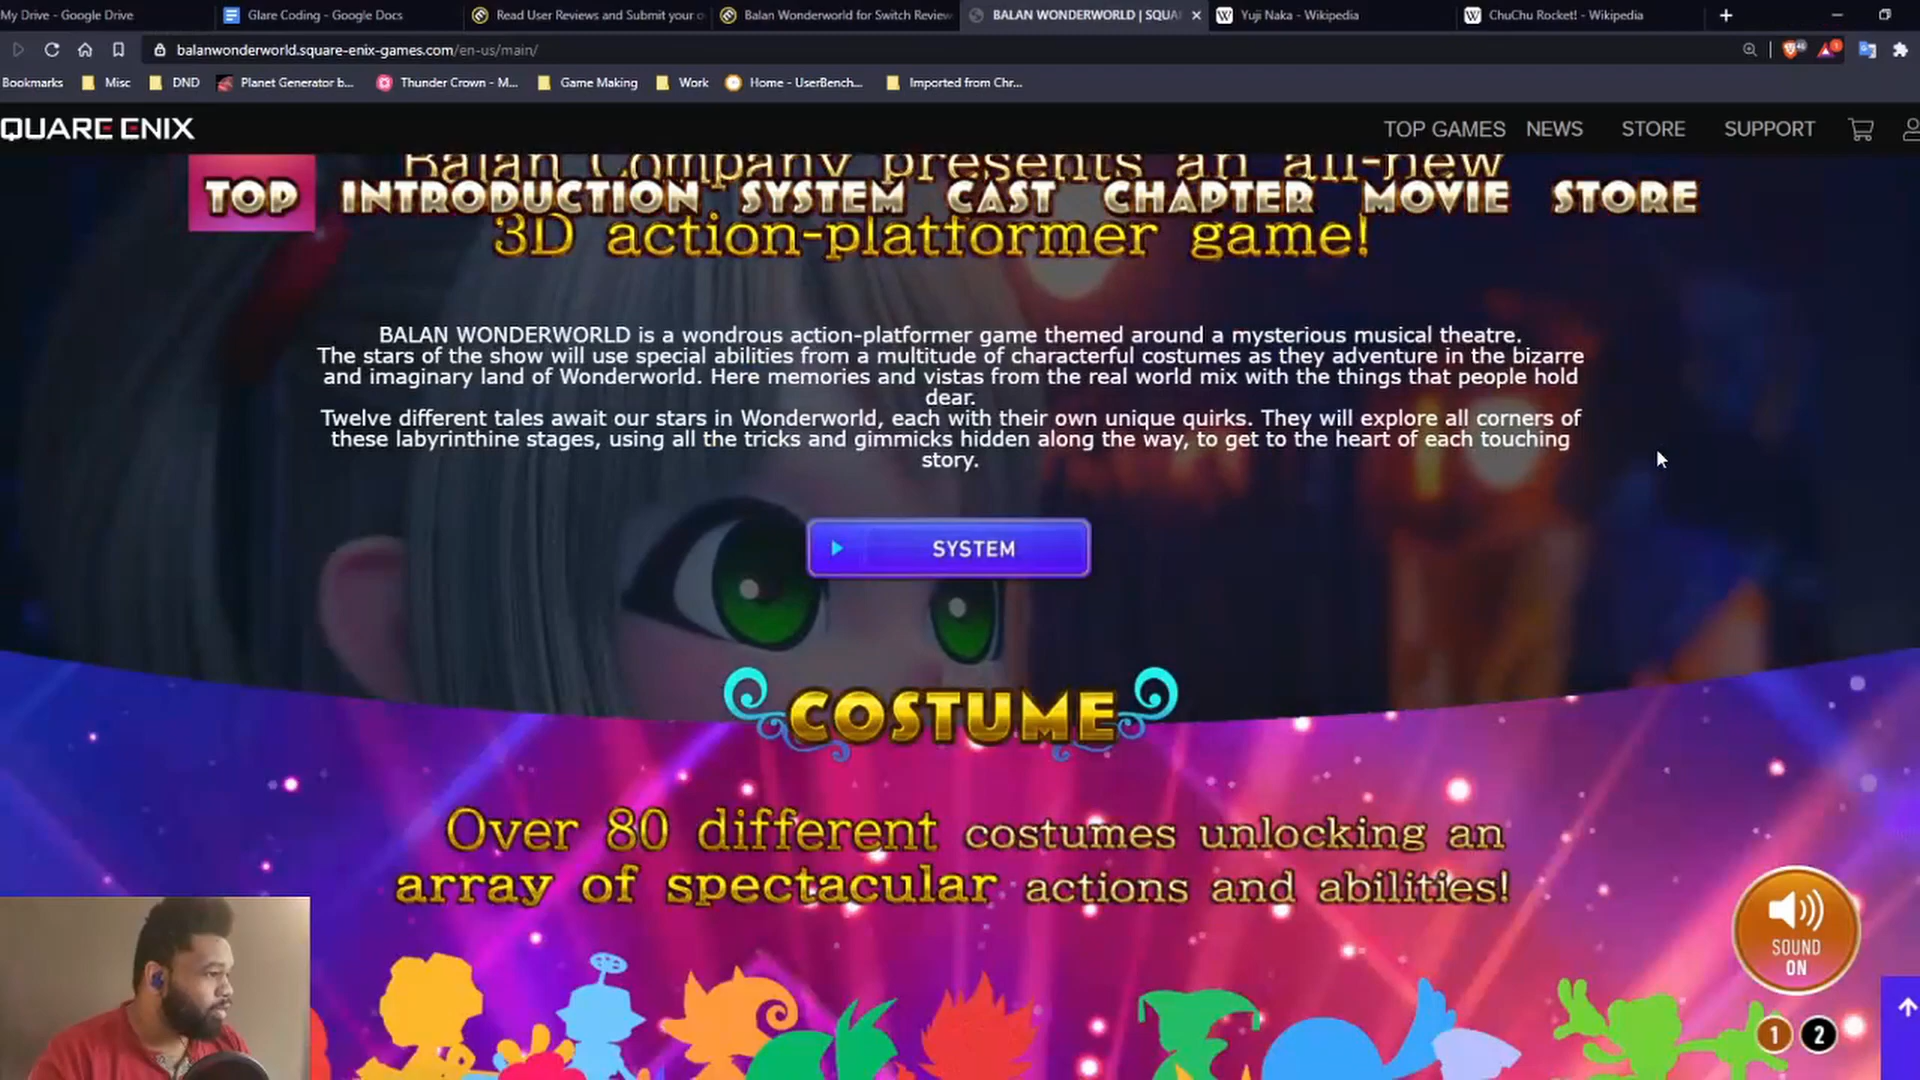 My Drive - Google Drive
Glare Coding - Google Docs
Read User Reviews and Submit your o
Balan Wonderworld for Switch Review
BALAN WONDERWORLD | SQUA
Yuji Naka - Wikipedia
ChuChu Rocket! - Wikipedia
balanwonderworld.square-enix-games.com/en-us/main/
Bookmarks
Misc
DND
Planet Generator b...
Thunder Crown - M...
Game Making
Work
Home - UserBench...
Imported from Chr...
QUARE ENIX
TOP GAMES
NEWS
STORE
SUPPORT
Balan Company presents an all-new
TOP INTRODUCTION SYSTEM CAST CHAPTER MOVIE STORE
3D action-platformer game!
BALAN WONDERWORLD is a wondrous action-platformer game themed around a mysterious musical theatre.
The stars of the show will use special abilities from a multitude of characterful costumes as they adventure in the bizarre
and imaginary land of Wonderworld. Here memories and vistas from the real world mix with the things that people hold
dear.
Twelve different tales await our stars in Wonderworld, each with their own unique quirks. They will explore all corners of
these labyrinthine stages, using all the tricks and gimmicks hidden along the way, to get to the heart of each touching
story.
SYSTEM
COSTUME
Over 80 different costumes unlocking an
array of spectacular actions and abilities!
SOUND
ON
1 2